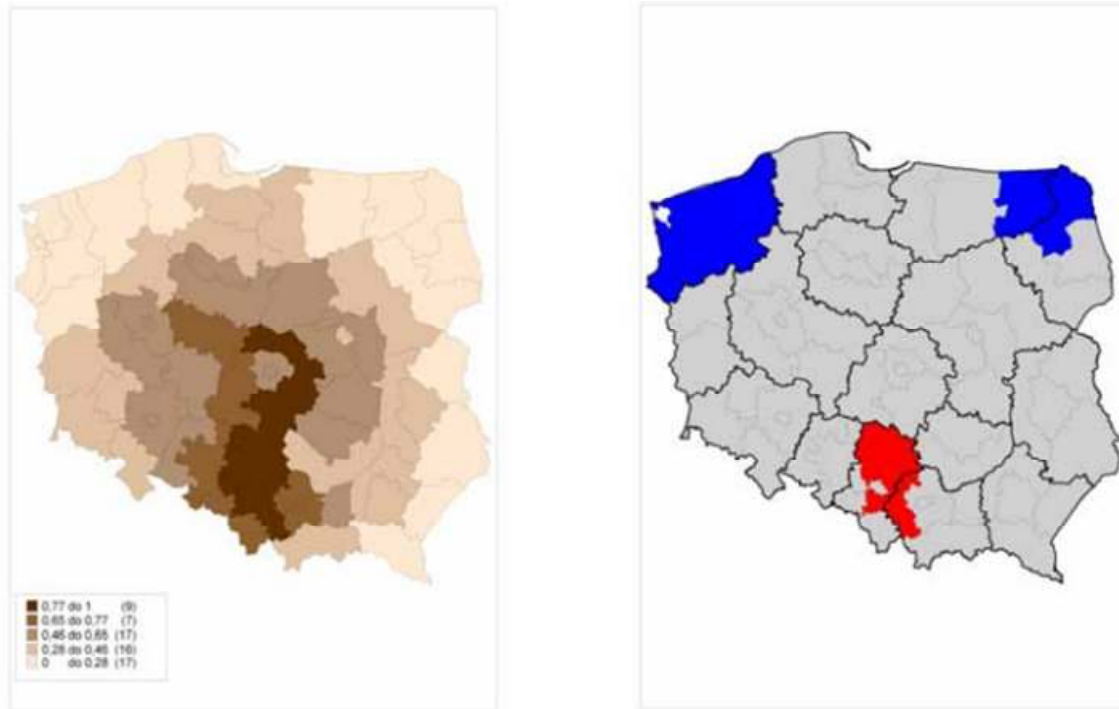 0,77 do 1 (9)
0,65 do 0,77 (7)
0,46 do 0,65 (17)
0,28 do 0,46 (16)
0 do 0,28 (17)